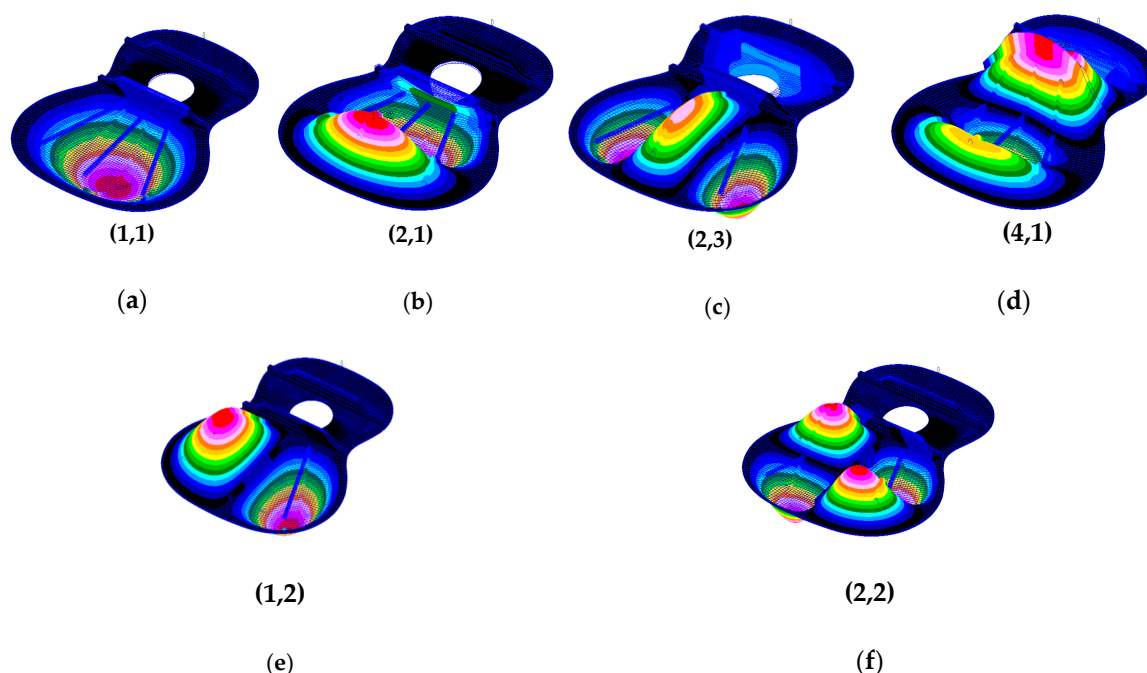 (1,1) (2,1) (2,3) (4,1)
(a) (b) (c) (d)
(1,2) (2,2)
(e) (f)